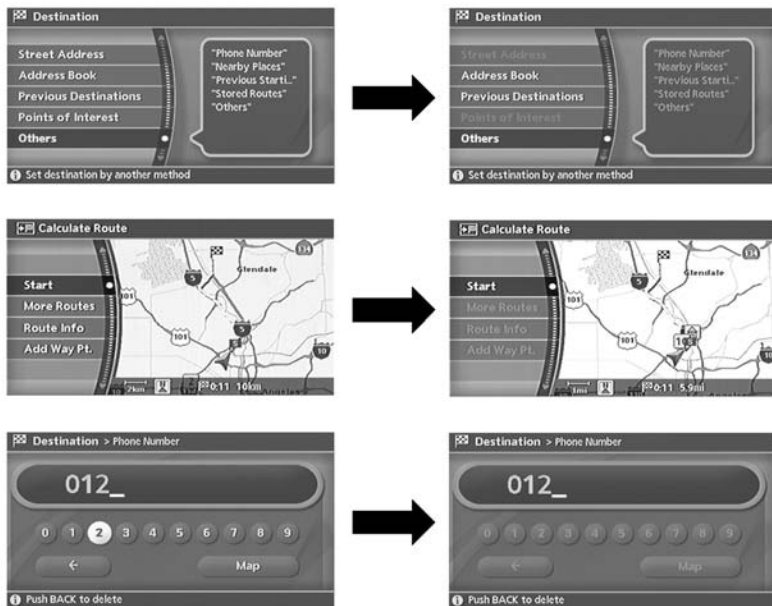 Destination
Street Address
Address Book
Previous Destinations
Points of Interest
Others
"Phone Number"
"Nearby Places"
"Previous Starti..."
"Stored Routes"
"Others"
Set destination by another method
Destination
Street Address
Address Book
Previous Destinations
Points of Interest
Others
"Phone Number"
"Nearby Places"
"Previous Starti..."
"Stored Routes"
"Others"
Set destination by another method
Calculate Route
Start
More Routes
Route Info
Add Way Pt.
134
5
Glendale
101
101
5
10
2km
0:11 10km
Calculate Route
Start
More Routes
Route Info
Add Way Pt.
134
5
Glendale
101
101
10
1mi
0:11 5.9mi
Destination > Phone Number
012_
0 1 2 3 4 5 6 7 8 9
← Map
Push BACK to delete
Destination > Phone Number
012_
0 1 2 3 4 5 6 7 8 9
← Map
Push BACK to delete